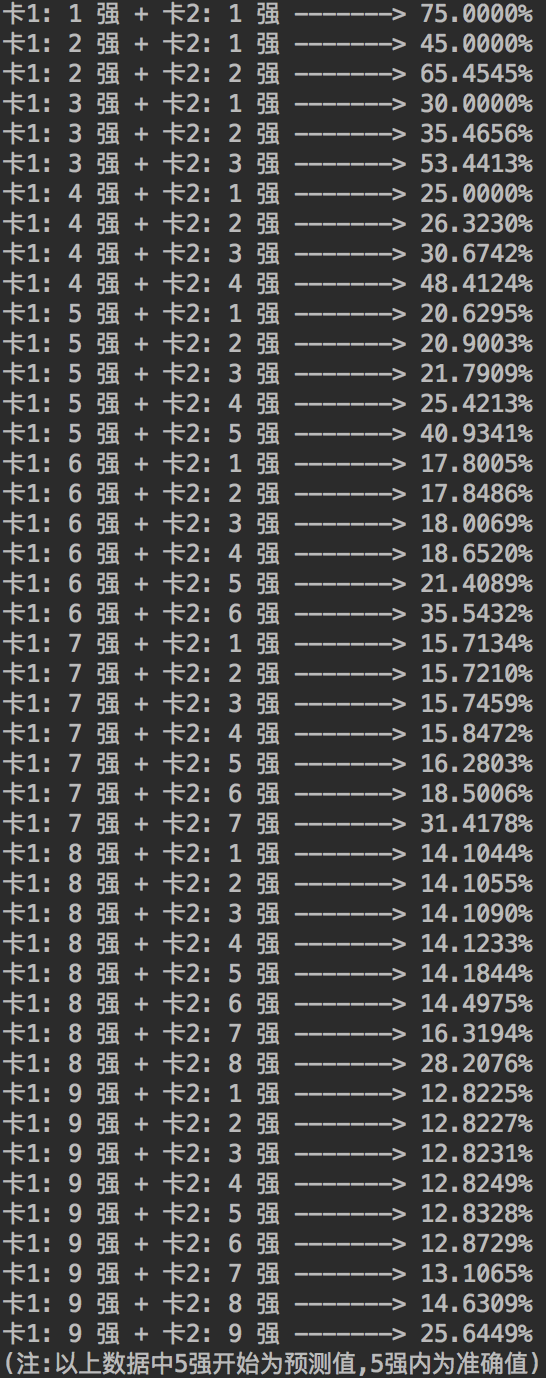 卡1: 1 强 + 卡2: 1 强 -------> 75.0000%
卡1: 2 强 + 卡2: 1 强 -------> 45.0000%
卡1: 2 强 + 卡2: 2 强 -------> 65.4545%
卡1: 3 强 + 卡2: 1 强 -------> 30.0000%
卡1: 3 强 + 卡2: 2 强 -------> 35.4656%
卡1: 3 强 + 卡2: 3 强 -------> 53.4413%
卡1: 4 强 + 卡2: 1 强 -------> 25.0000%
卡1: 4 强 + 卡2: 2 强 -------> 26.3230%
卡1: 4 强 + 卡2: 3 强 -------> 30.6742%
卡1: 4 强 + 卡2: 4 强 -------> 48.4124%
卡1: 5 强 + 卡2: 1 强 -------> 20.6295%
卡1: 5 强 + 卡2: 2 强 -------> 20.9003%
卡1: 5 强 + 卡2: 3 强 -------> 21.7909%
卡1: 5 强 + 卡2: 4 强 -------> 25.4213%
卡1: 5 强 + 卡2: 5 强 -------> 40.9341%
卡1: 6 强 + 卡2: 1 强 -------> 17.8005%
卡1: 6 强 + 卡2: 2 强 -------> 17.8486%
卡1: 6 强 + 卡2: 3 强 -------> 18.0069%
卡1: 6 强 + 卡2: 4 强 -------> 18.6520%
卡1: 6 强 + 卡2: 5 强 -------> 21.4089%
卡1: 6 强 + 卡2: 6 强 -------> 35.5432%
卡1: 7 强 + 卡2: 1 强 -------> 15.7134%
卡1: 7 强 + 卡2: 2 强 -------> 15.7210%
卡1: 7 强 + 卡2: 3 强 -------> 15.7459%
卡1: 7 强 + 卡2: 4 强 -------> 15.8472%
卡1: 7 强 + 卡2: 5 强 -------> 16.2803%
卡1: 7 强 + 卡2: 6 强 -------> 18.5006%
卡1: 7 强 + 卡2: 7 强 -------> 31.4178%
卡1: 8 强 + 卡2: 1 强 -------> 14.1044%
卡1: 8 强 + 卡2: 2 强 -------> 14.1055%
卡1: 8 强 + 卡2: 3 强 -------> 14.1090%
卡1: 8 强 + 卡2: 4 强 -------> 14.1233%
卡1: 8 强 + 卡2: 5 强 -------> 14.1844%
卡1: 8 强 + 卡2: 6 强 -------> 14.4975%
卡1: 8 强 + 卡2: 7 强 -------> 16.3194%
卡1: 8 强 + 卡2: 8 强 -------> 28.2076%
卡1: 9 强 + 卡2: 1 强 -------> 12.8225%
卡1: 9 强 + 卡2: 2 强 -------> 12.8227%
卡1: 9 强 + 卡2: 3 强 -------> 12.8231%
卡1: 9 强 + 卡2: 4 强 -------> 12.8249%
卡1: 9 强 + 卡2: 5 强 -------> 12.8328%
卡1: 9 强 + 卡2: 6 强 -------> 12.8729%
卡1: 9 强 + 卡2: 7 强 -------> 13.1065%
卡1: 9 强 + 卡2: 8 强 -------> 14.6309%
卡1: 9 强 + 卡2: 9 强 -------> 25.6449%
(注:以上数据中5强开始为预测值,5强内为准确值)